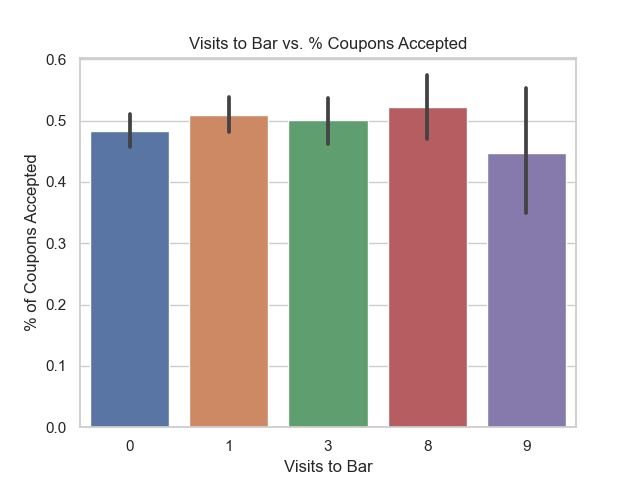 Visits to Bar vs. % Coupons Accepted
% of Coupons Accepted
0.6
0.5
0.4
0.3
0.2
0.1
0.0
0 1 3 8 9
Visits to Bar